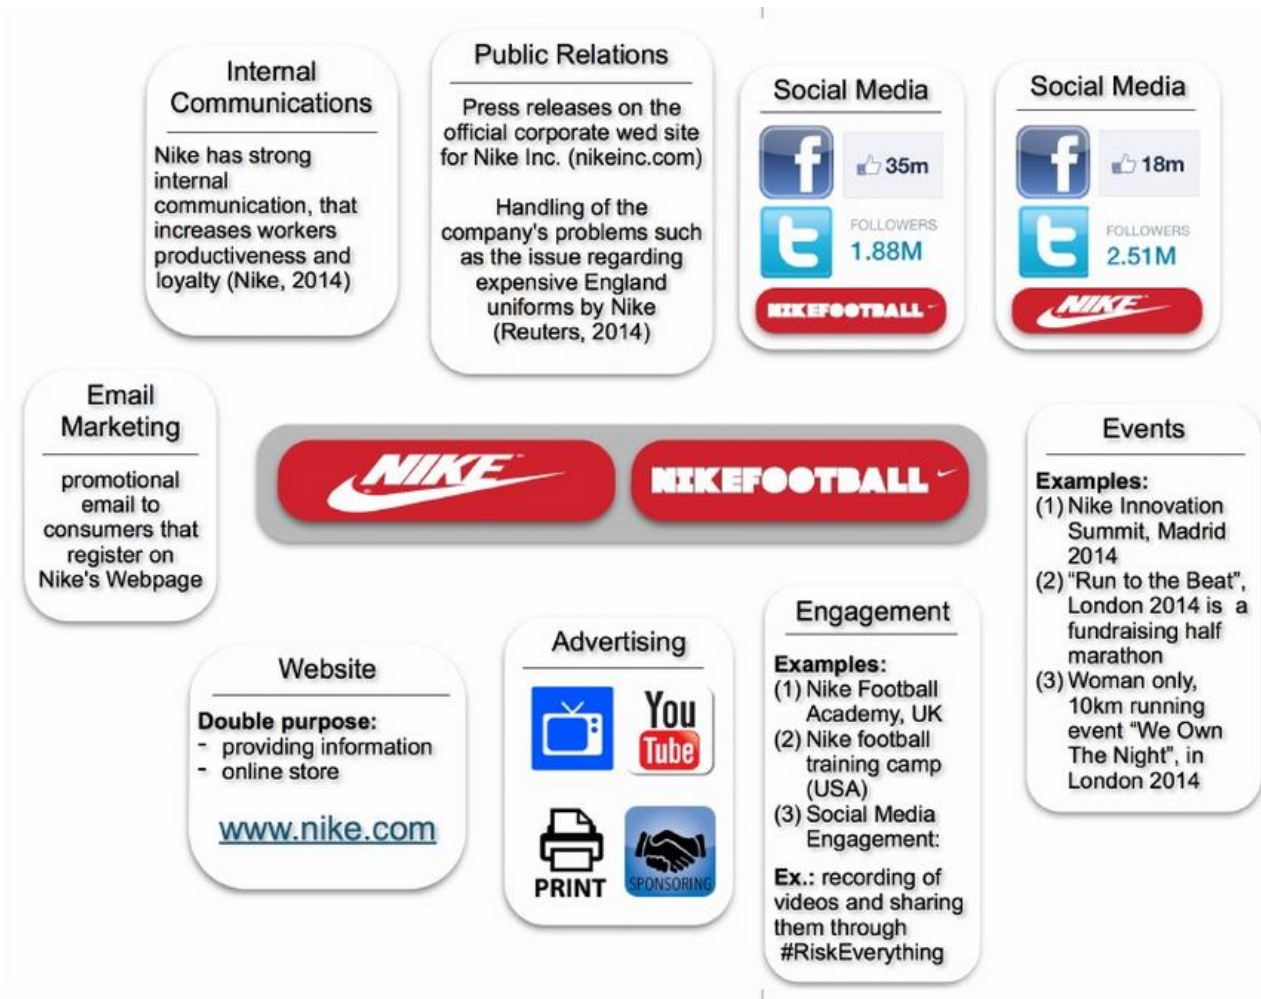 Internal
Communications
Nike has strong
internal
communication, that
increases workers
productiveness and
loyalty (Nike, 2014)
Public Relations
Press releases on the
official corporate wed site
for Nike Inc. (nikeinc.com)
Handling of the
company's problems such
as the issue regarding
expensive England
uniforms by Nike
(Reuters, 2014)
Social Media
f
35m
t
FOLLOWERS
1.88M
NIKEFOOTBALL
Social Media
f
18m
t
FOLLOWERS
2.51M
NIKE
Email
Marketing
promotional
email to
consumers that
register on
Nike's Webpage
NIKE
NIKEFOOTBALL
Events
Examples:
(1) Nike Innovation
Summit, Madrid
2014
(2) “Run to the Beat”,
London 2014 is a
fundraising half
marathon
(3) Woman only,
10km running
event “We Own
The Night”, in
London 2014
Website
Double purpose:
- providing information
- online store
www.nike.com
Advertising
You
Tube
PRINT
SPONSORING
Engagement
Examples:
(1) Nike Football
Academy, UK
(2) Nike football
training camp
(USA)
(3) Social Media
Engagement:
Ex.: recording of
videos and sharing
them through
#RiskEverything